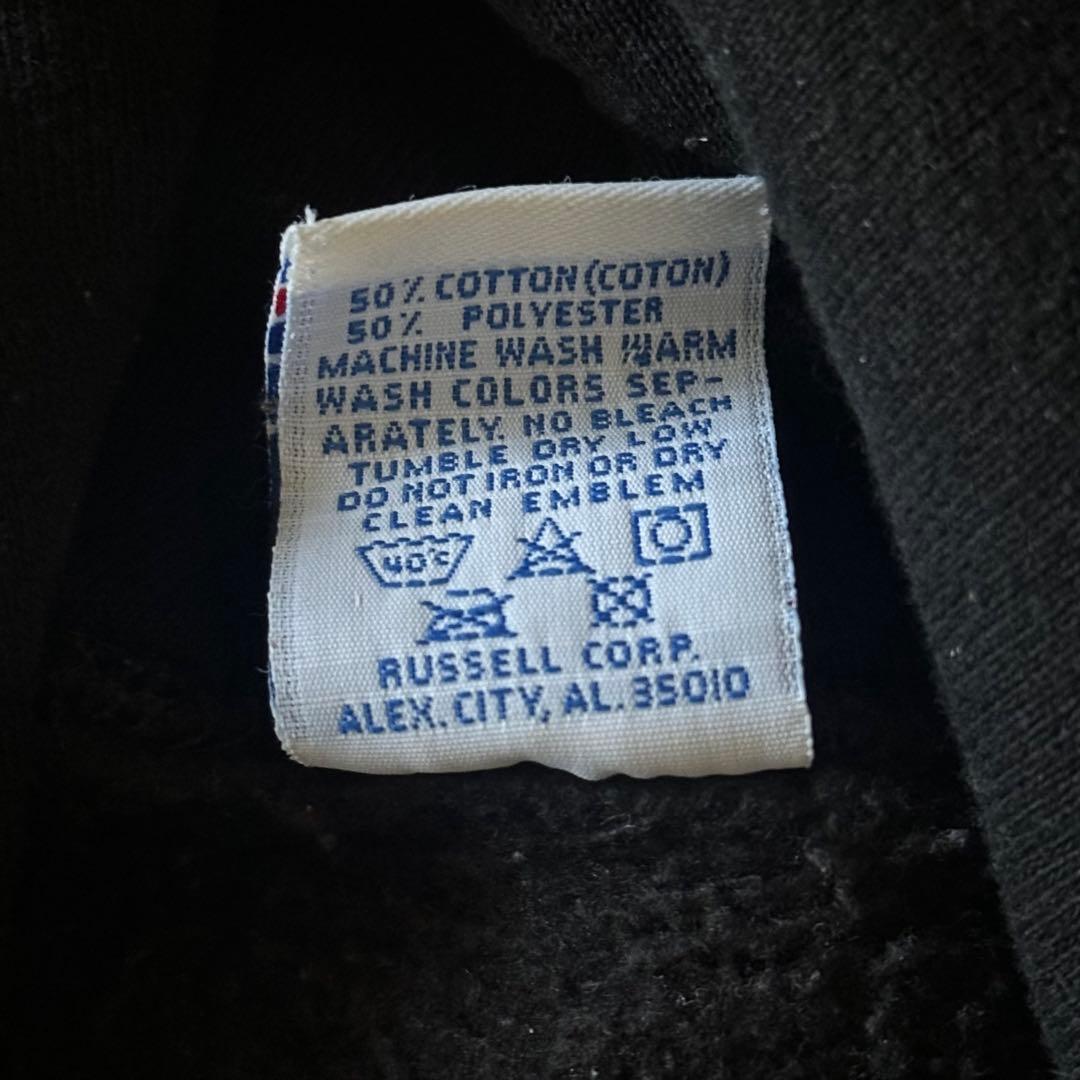 50% COTTON (COTON)
50% POLYESTER
MACHINE WASH WARM
WASH COLORS SEP-
ARATELY. NO BLEACH
TUMBLE DRY LOW
DO NOT IRON OR DRY
CLEAN EMBLEM
40°C
RUSSELL CORP.
ALEX. CITY, AL. 35010